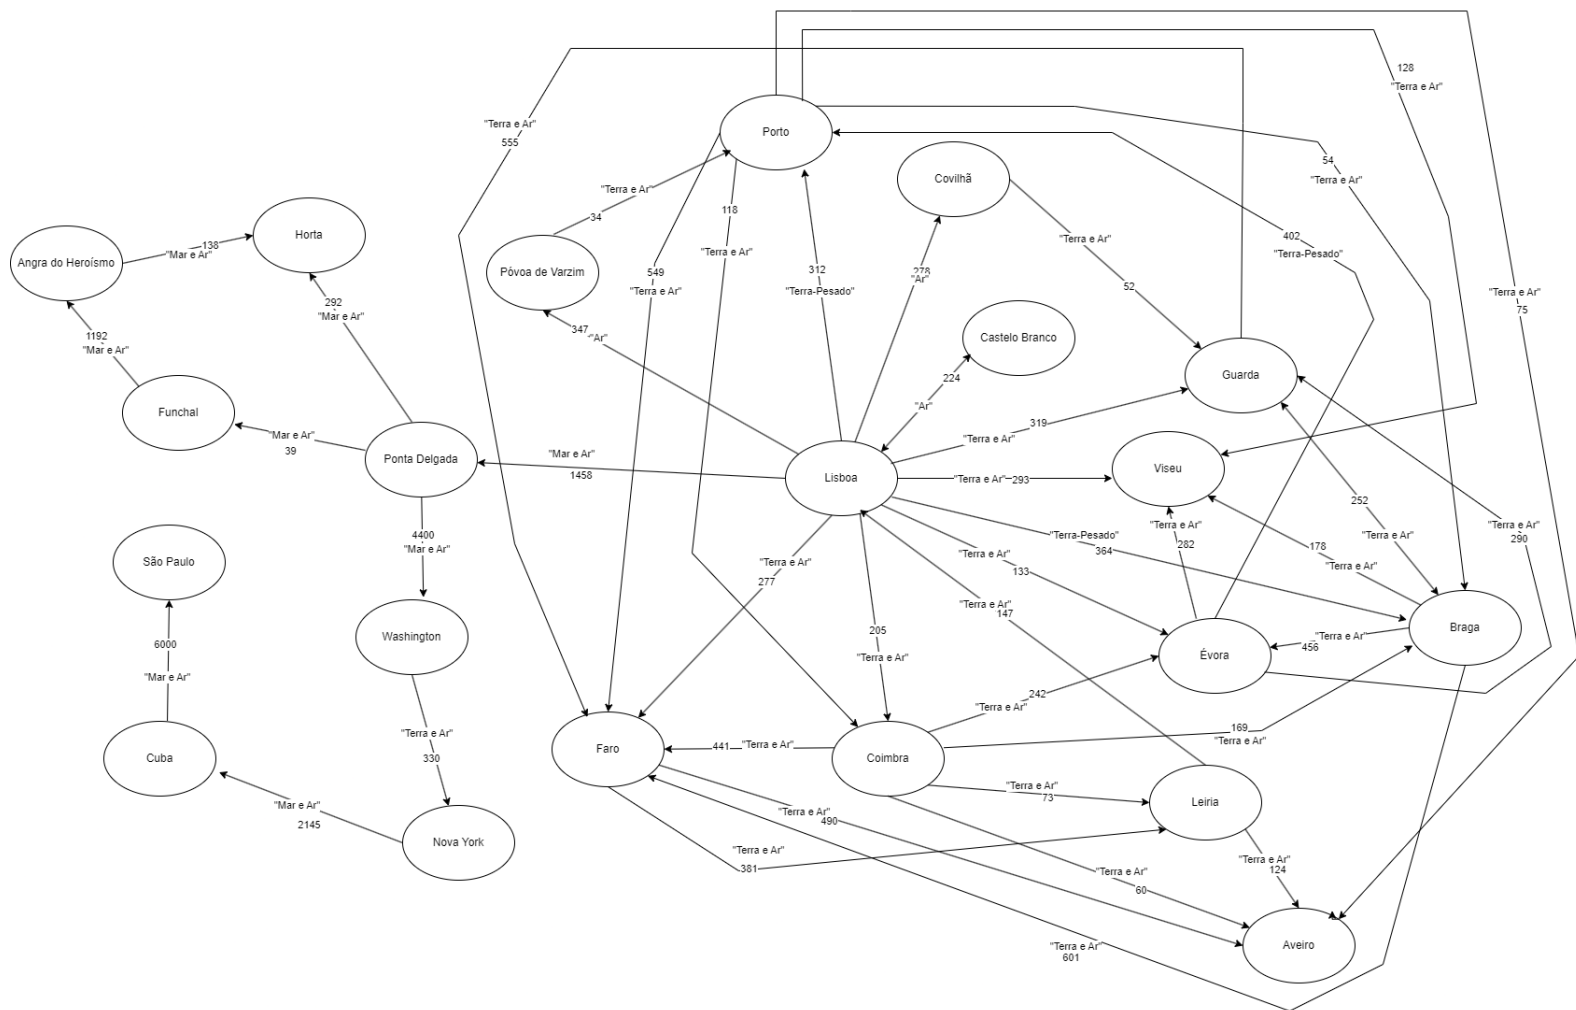 128
"Terra e Ar"
"Terra e Ar"
555
Porto
54
"Terra e Ar"
Covilhã
"Terra e Ar"
34
118
"Terra e Ar"
402
"Terra-Pesado"
"Terra e Ar"
52
Horta
138
"Mar e Ar"
Angra do Heroísmo
Póvoa de Varzim
549
"Terra e Ar"
312
"Terra-Pesado"
278
"Ar"
"Terra e Ar"
75
292
"Mar e Ar"
1192
"Mar e Ar"
347
"Ar"
Castelo Branco
224
"Ar"
Guarda
Funchal
"Mar e Ar"
39
319
"Terra e Ar"
Ponta Delgada
"Mar e Ar"
1458
Lisboa
"Terra e Ar"
293
Viseu
252
"Terra e Ar"
4400
"Mar e Ar"
"Terra e Ar"
282
"Terra e Ar"
290
"Terra-Pesado"
364
178
"Terra e Ar"
São Paulo
"Terra e Ar"
277
"Terra e Ar"
133
"Terra e Ar"
147
Washington
205
"Terra e Ar"
Braga
"Terra e Ar"
456
Évora
6000
"Mar e Ar"
242
"Terra e Ar"
169
"Terra e Ar"
"Terra e Ar"
330
Cuba
Faro
441
"Terra e Ar"
Coimbra
"Terra e Ar"
73
Leiria
"Mar e Ar"
2145
"Terra e Ar"
490
Nova York
"Terra e Ar"
381
"Terra e Ar"
60
"Terra e Ar"
124
"Terra e Ar"
601
Aveiro